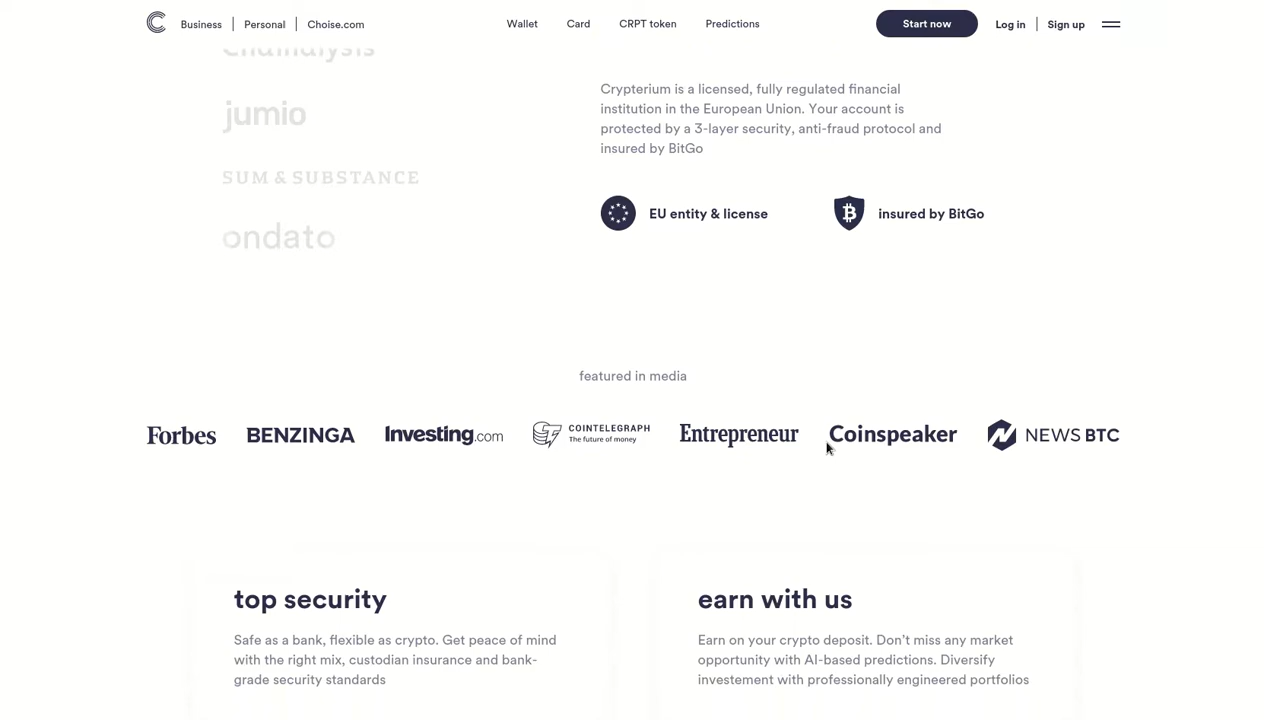 Business
Personal
Choise.com
Wallet
Card
CRPT token
Predictions
Start now
Log in
Sign up
Chainalysis
jumio
SUM & SUBSTANCE
ondato
Crypterium is a licensed, fully regulated financial
institution in the European Union. Your account is
protected by a 3-layer security, anti-fraud protocol and
insured by BitGo
EU entity & license
insured by BitGo
featured in media
Forbes
BENZINGA
Investing.com
COINTELEGRAPH
The future of money
Entrepreneur
Coinspeaker
NEWS BTC
top security
Safe as a bank, flexible as crypto. Get peace of mind
with the right mix, custodian insurance and bank-
grade security standards
earn with us
Earn on your crypto deposit. Don't miss any market
opportunity with AI-based predictions. Diversify
investement with professionally engineered portfolios